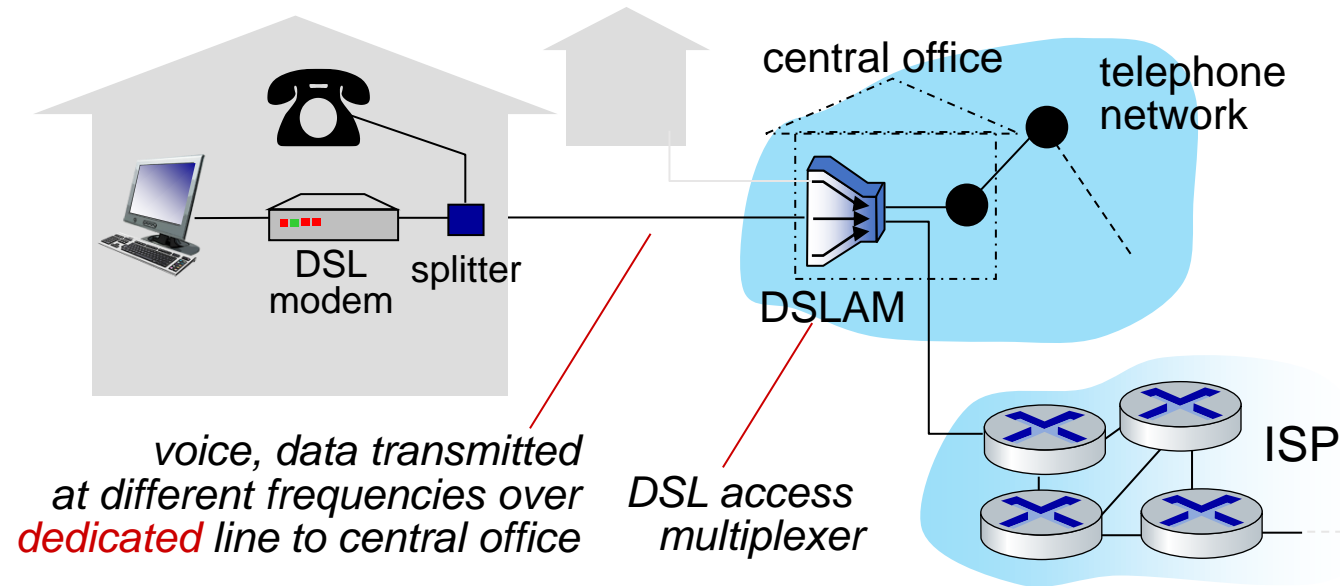 central office
telephone
network
DSL
modem
splitter
DSLAM
ISP
voice, data transmitted
at different frequencies over
dedicated line to central office
DSL access
multiplexer